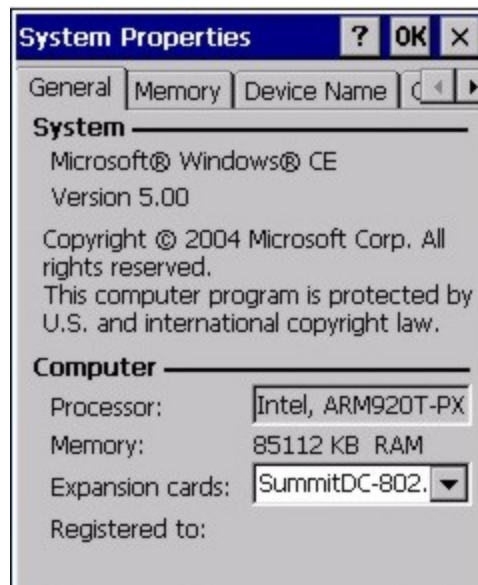 System Properties ? OK ×
General Memory Device Name
System
Microsoft® Windows® CE
Version 5.00
Copyright © 2004 Microsoft Corp. All
rights reserved.
This computer program is protected by
U.S. and international copyright law.
Computer
Processor: Intel, ARM920T-PX
Memory: 85112 KB RAM
Expansion cards: SummitDC-802.
Registered to: